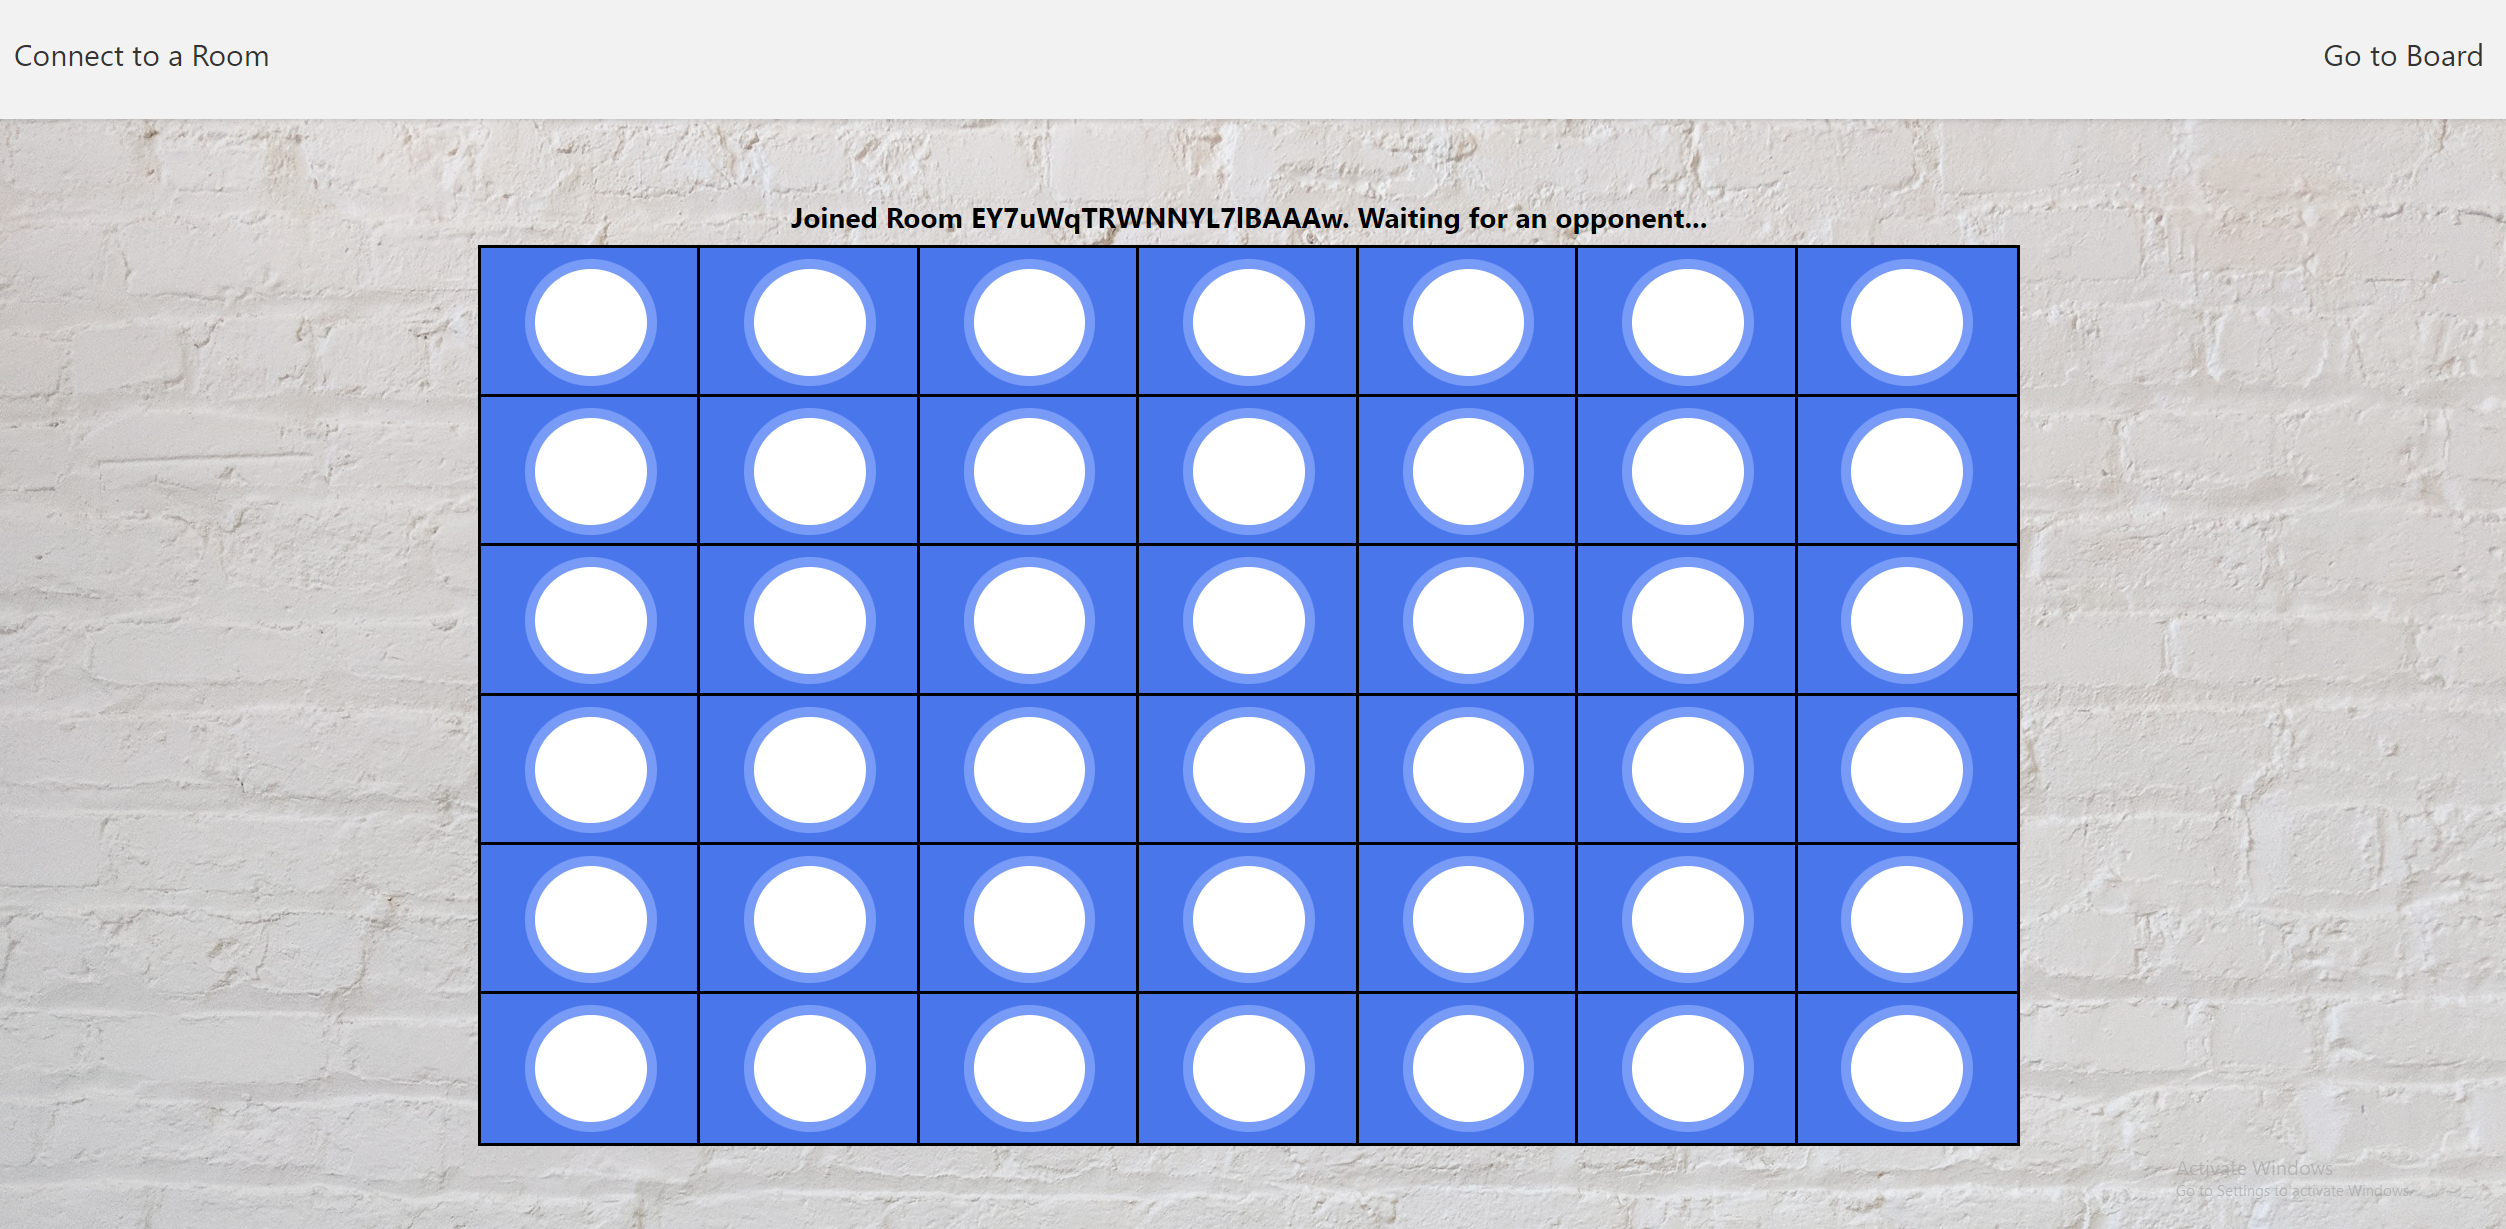 Connect to a Room
Go to Board
Joined Room EY7uWqTRWNNYL7lBAAAw. Waiting for an opponent...
Activate Windows
Go to Settings to activate Windows.